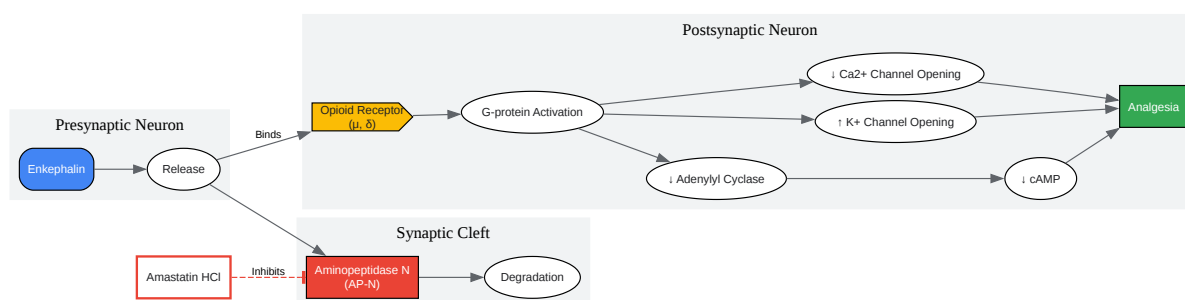 Postsynaptic Neuron
↓ Ca2+ Channel Opening
Opioid Receptor
(μ, δ)
G-protein Activation
↑ K+ Channel Opening
Analgesia
Presynaptic Neuron
Binds
Enkephalin
Release
↓ Adenylyl Cyclase
↓ cAMP
Synaptic Cleft
Amastatin HCl
Inhibits
Aminopeptidase N
(AP-N)
Degradation